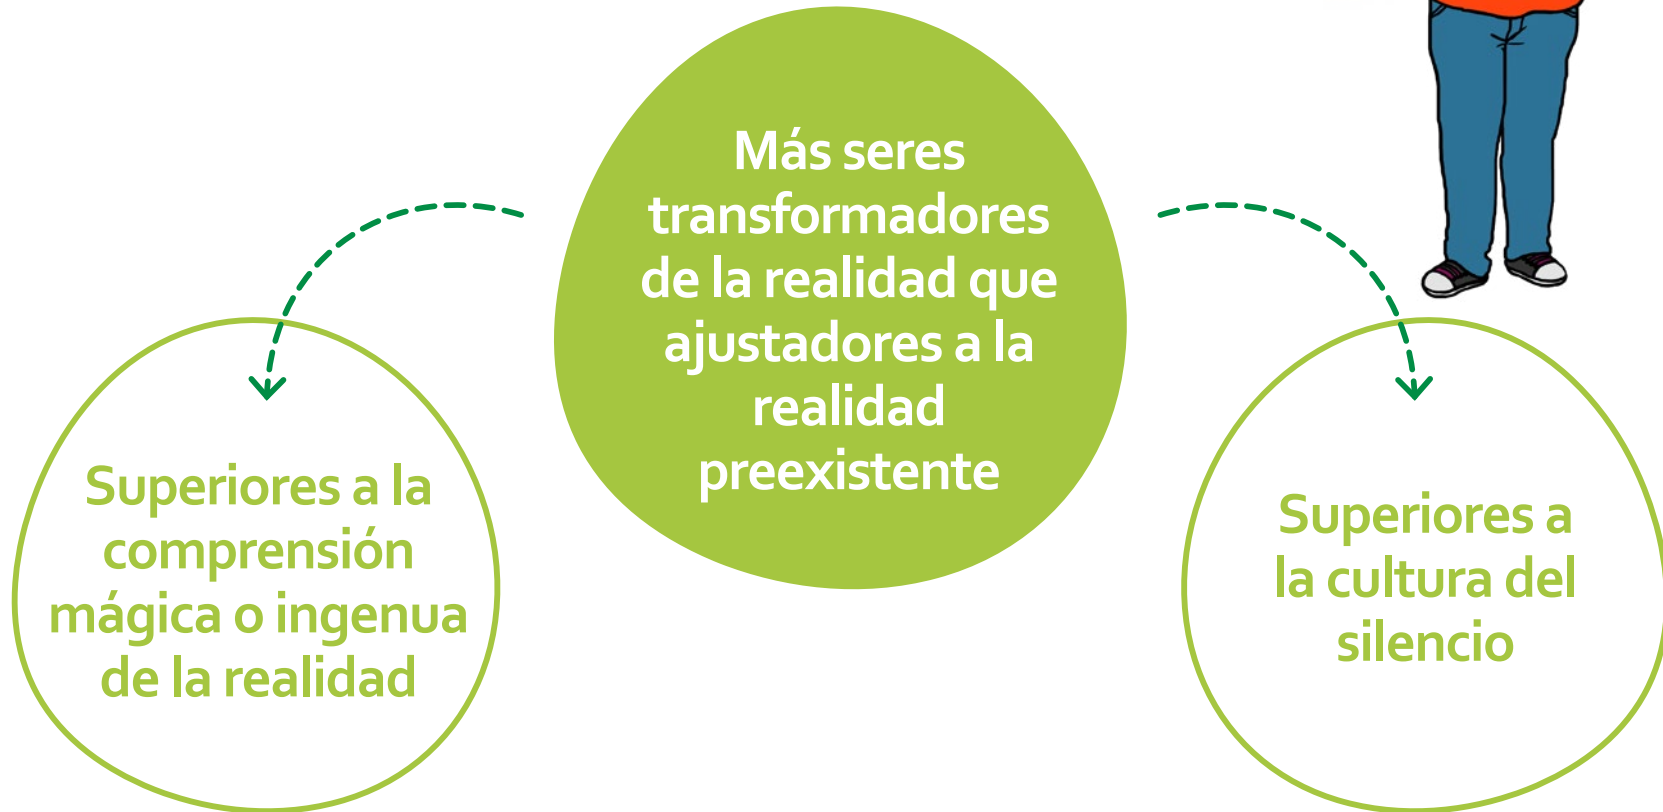 Más seres
transformadores
de la realidad que
ajustadores a la
realidad
preexistente
Superiores a la
comprensión
mágica o ingenua
de la realidad
Superiores a
la cultura del
silencio